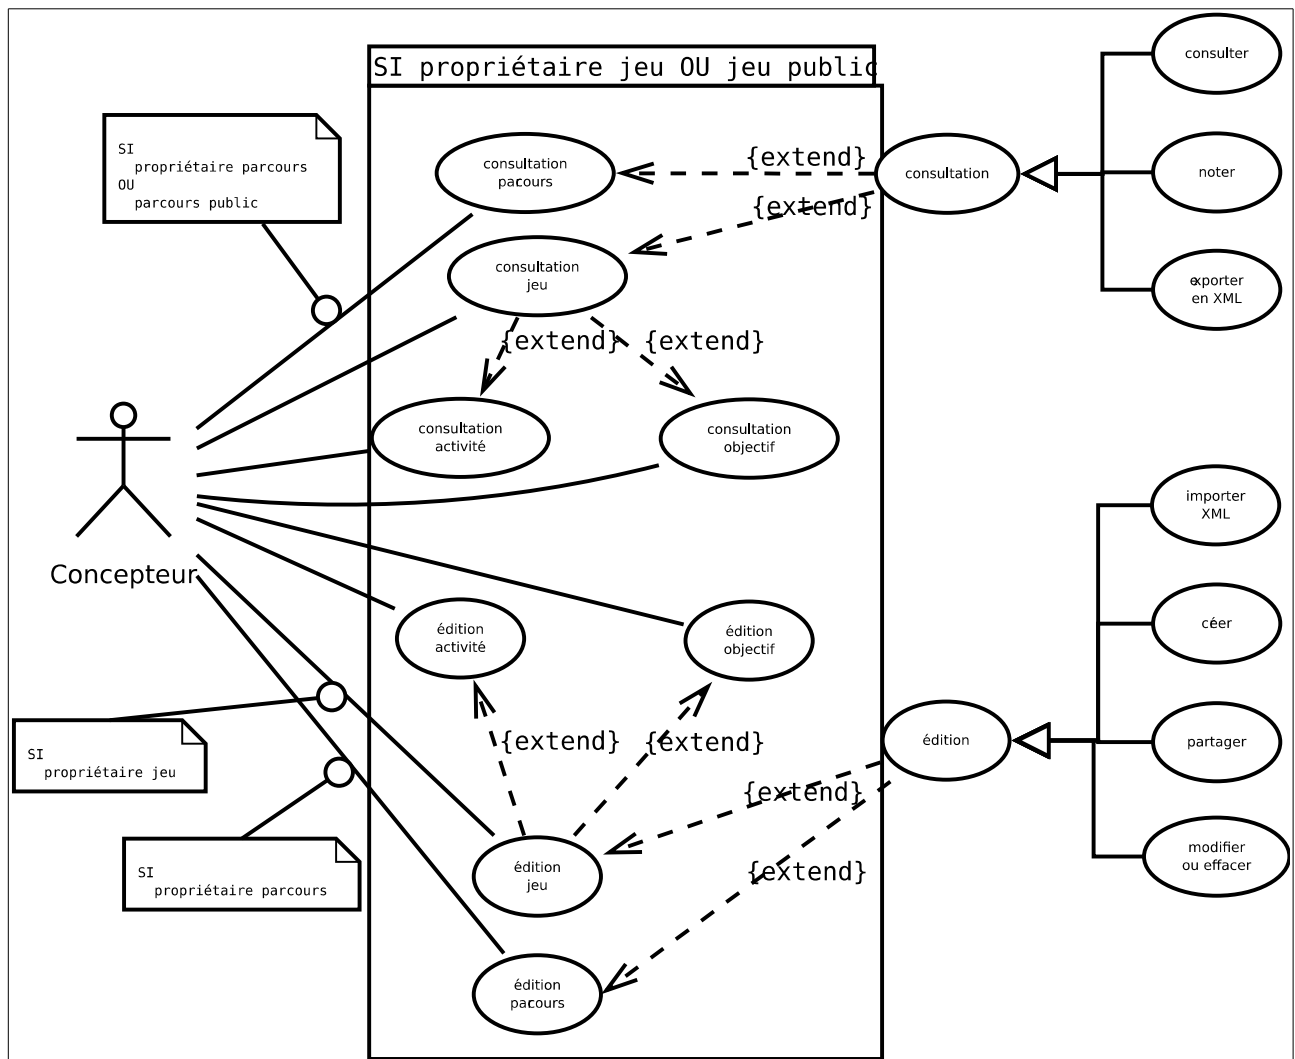 SI propriétaire jeu OU jeu public
consulter
SI
propriétaire parcours
OU
parcours public
consultation
pacours
{extend}
consultation
noter
{extend}
consultation
jeu
exporter
en XML
{extend}
{extend}
consultation
activité
consultation
objectif
importer
XML
Concepteur
édition
activité
édition
objectif
céer
SI
propriétaire jeu
{extend}
{extend}
édition
partager
{extend}
SI
propriétaire parcours
édition
jeu
{extend}
modifier
ou effacer
édition
pacours